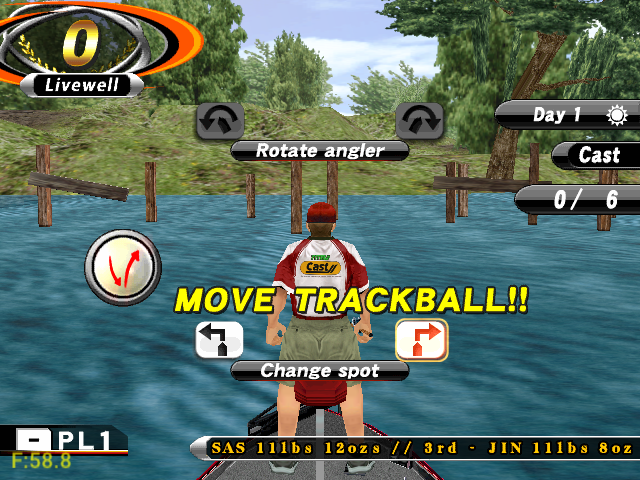 0
Livewell
Day 1
Rotate angler
Cast
0/ 6
Cast
MOVE TRACKBALL!!
Change spot
PL1
F:58.8
SAS 11lbs 12ozs // 3rd - JIN 11lbs 8oz